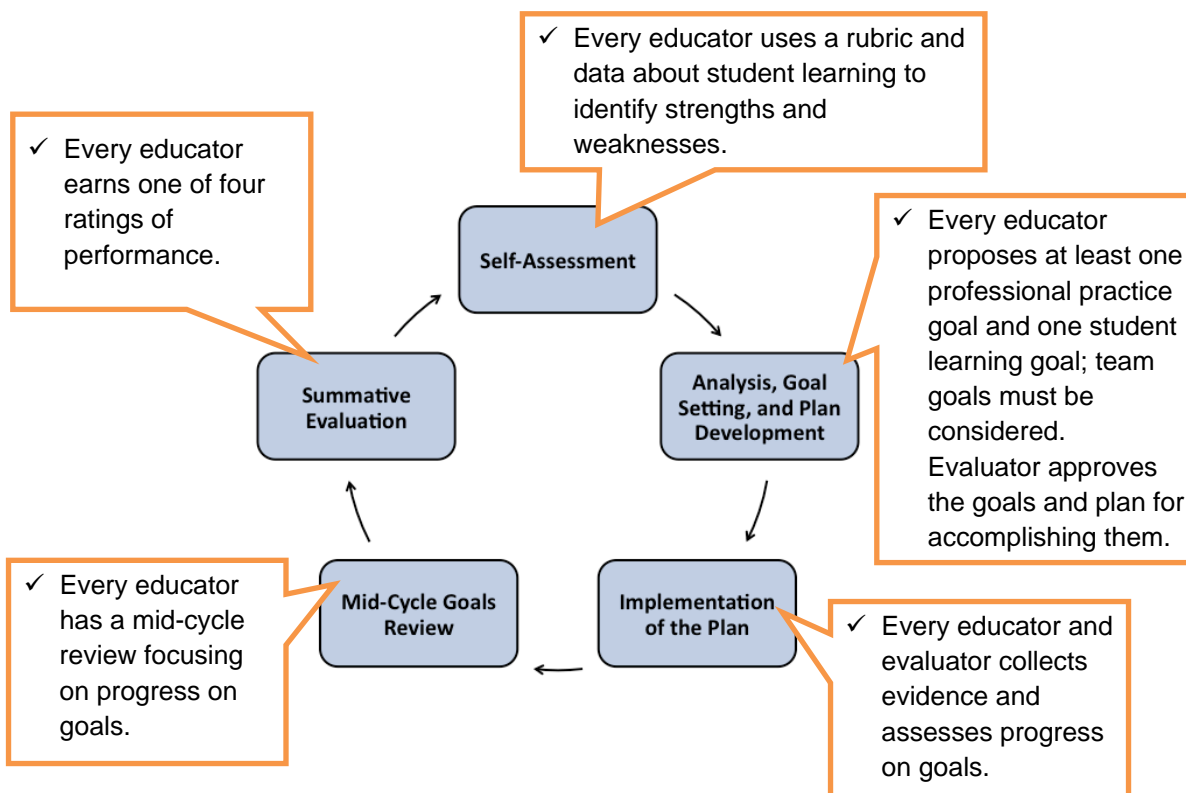 ✓ Every educator uses a rubric and
data about student learning to
identify strengths and
weaknesses.
✓ Every educator
earns one of four
ratings of
performance.
Self-Assessment
✓ Every educator
proposes at least one
professional practice
goal and one student
learning goal; team
goals must be
considered.
Evaluator approves
the goals and plan for
accomplishing them.
Summative
Evaluation
Analysis, Goal
Setting, and Plan
Development
✓ Every educator
has a mid-cycle
review focusing
on progress on
goals.
Mid-Cycle Goals
Review
Implementation
of the Plan
✓ Every educator and
evaluator collects
evidence and
assesses progress
on goals.